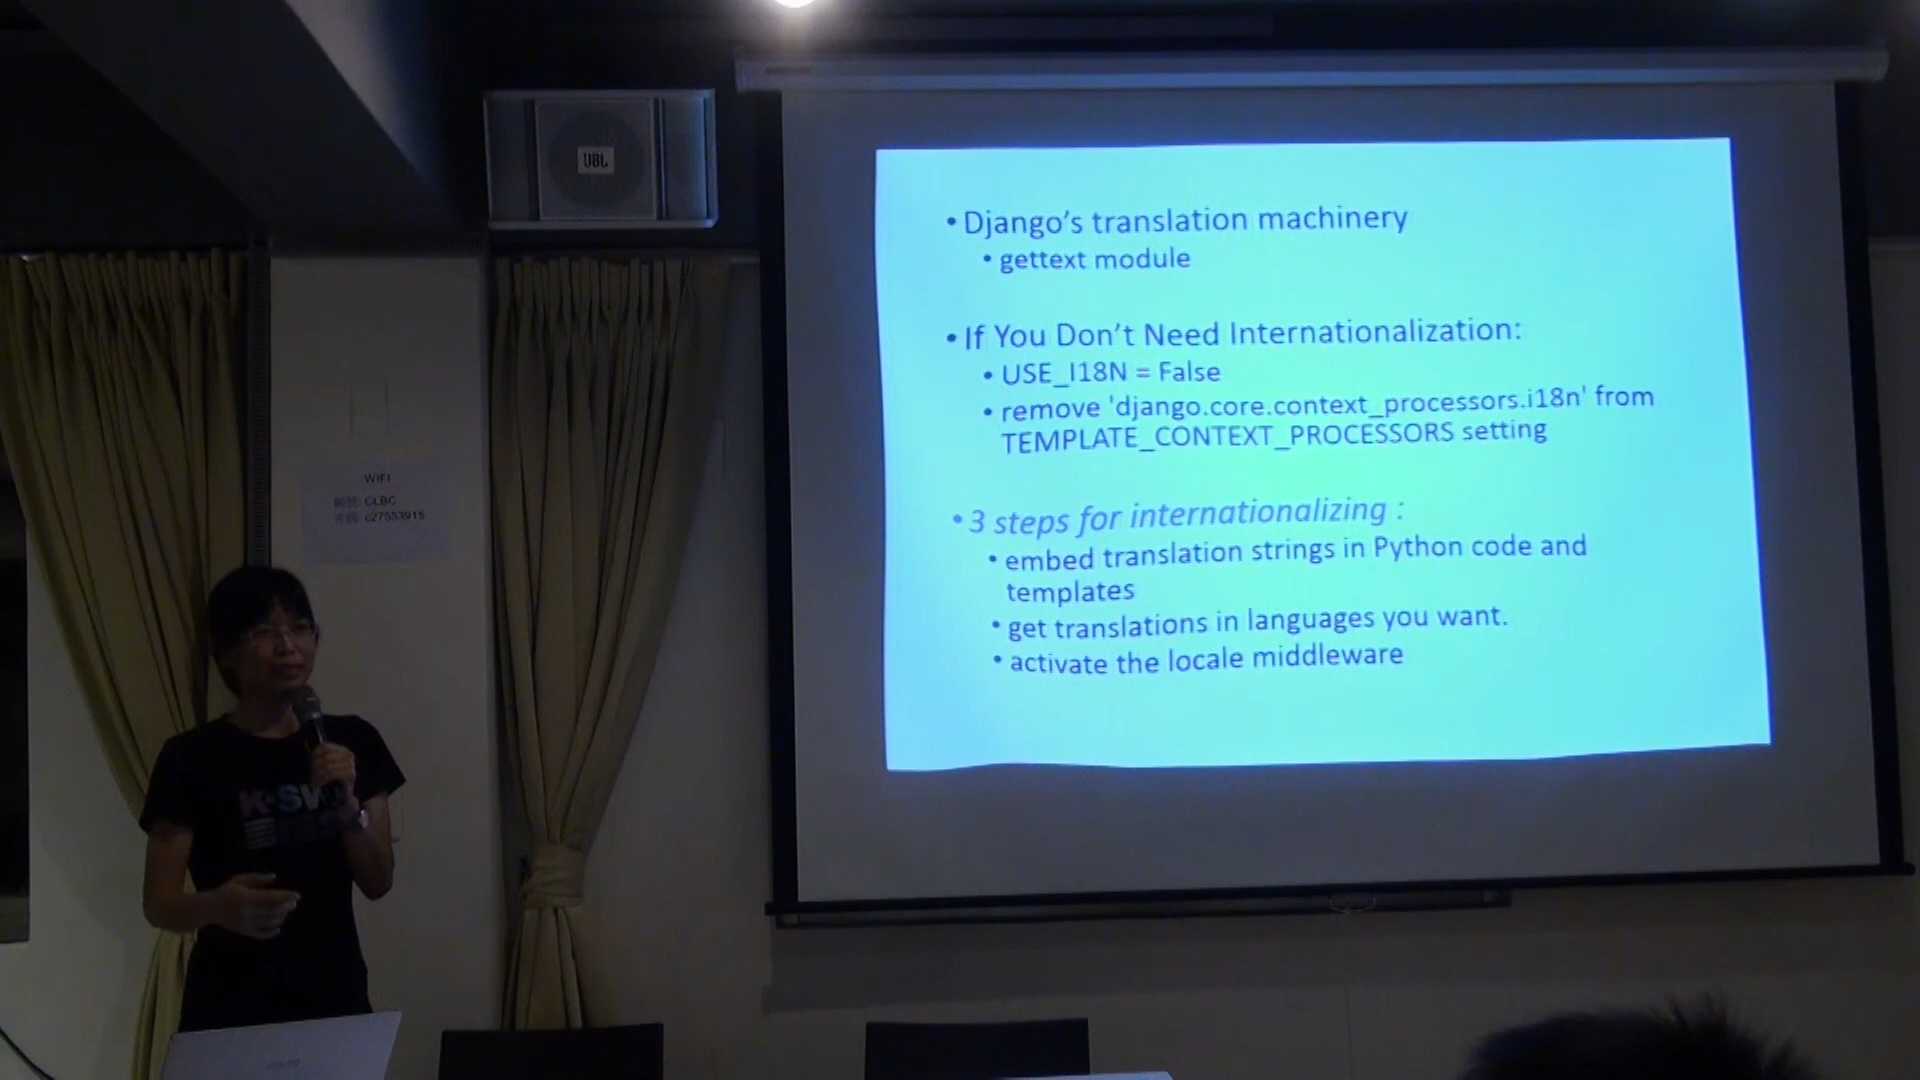 JBL
• Django's translation machinery
• gettext module
• If You Don't Need Internationalization:
• USE_I18N = False
• remove 'django.core.context_processors.i18n' from
TEMPLATE_CONTEXT_PROCESSORS setting
• 3 steps for internationalizing :
• embed translation strings in Python code and
templates
• get translations in languages you want.
• activate the locale middleware
WIFI
CLBC